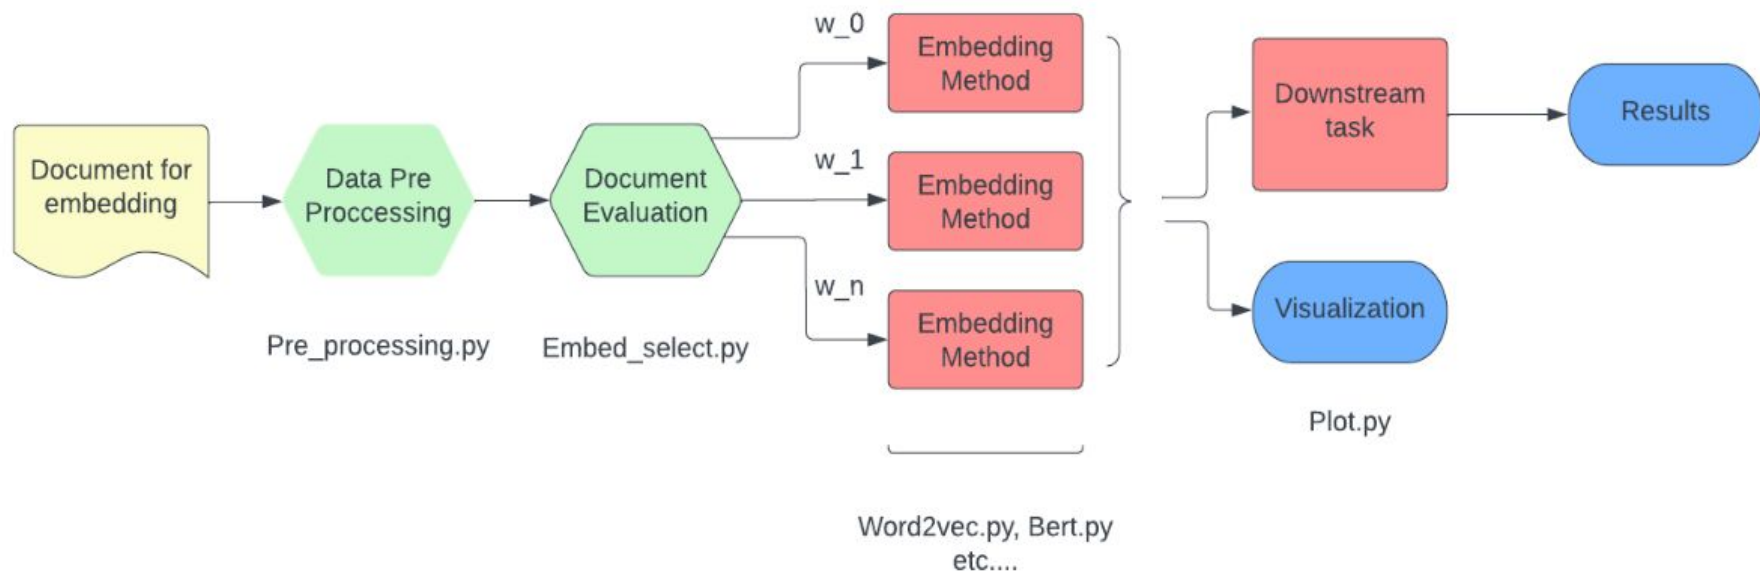 Document for
embedding
Data Pre
Proccessing
Pre_processing.py
Document
Evaluation
Embed_select.py
w_0
Embedding
Method
w_1
Embedding
Method
w_n
Embedding
Method
Word2vec.py, Bert.py
etc....
Downstream
task
Results
Visualization
Plot.py